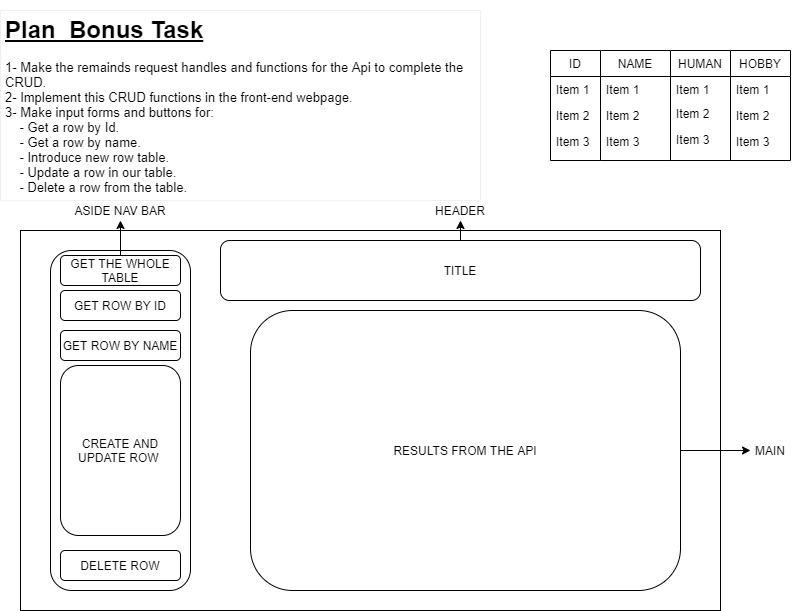 Plan  Bonus Task
1- Make the remainds request handles and functions for the Api to complete the
CRUD.
2- Implement this CRUD functions in the front-end webpage.
3- Make input forms and buttons for:
- Get a row by Id.
- Get a row by name.
- Introduce new row table.
- Update a row in our table.
- Delete a row from the table.
ID NAME HUMAN HOBBY
Item 1 Item 1 Item 1 Item 1
Item 2 Item 2 Item 2 Item 2
Item 3 Item 3 Item 3 Item 3
ASIDE NAV BAR
HEADER
GET THE WHOLE
TABLE
GET ROW BY ID
GET ROW BY NAME
CREATE AND
UPDATE ROW
DELETE ROW
TITLE
RESULTS FROM THE API
MAIN